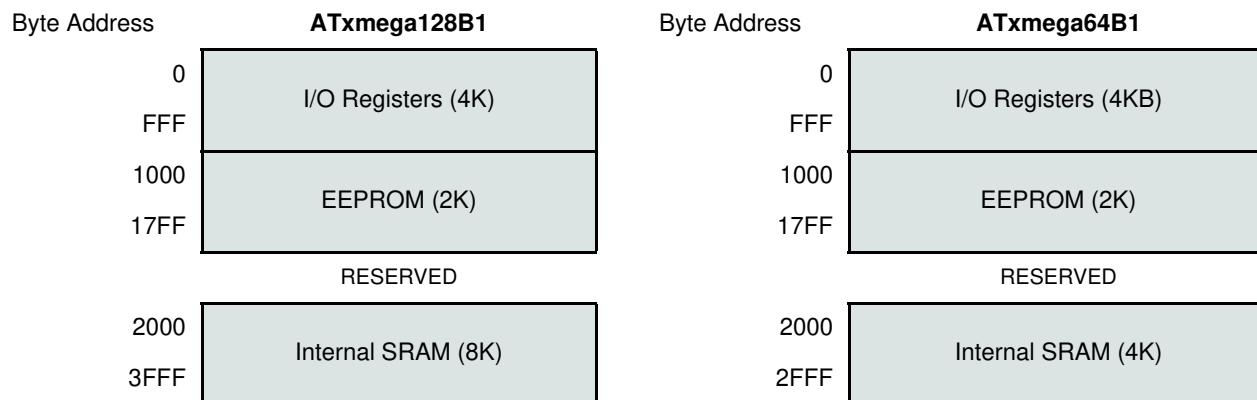 Byte Address ATxmega128B1 Byte Address ATxmega64B1
0 0
I/O Registers (4K) I/O Registers (4KB)
FFF FFF
1000 1000
EEPROM (2K) EEPROM (2K)
17FF 17FF
RESERVED RESERVED
2000 2000
Internal SRAM (8K) Internal SRAM (4K)
3FFF 2FFF